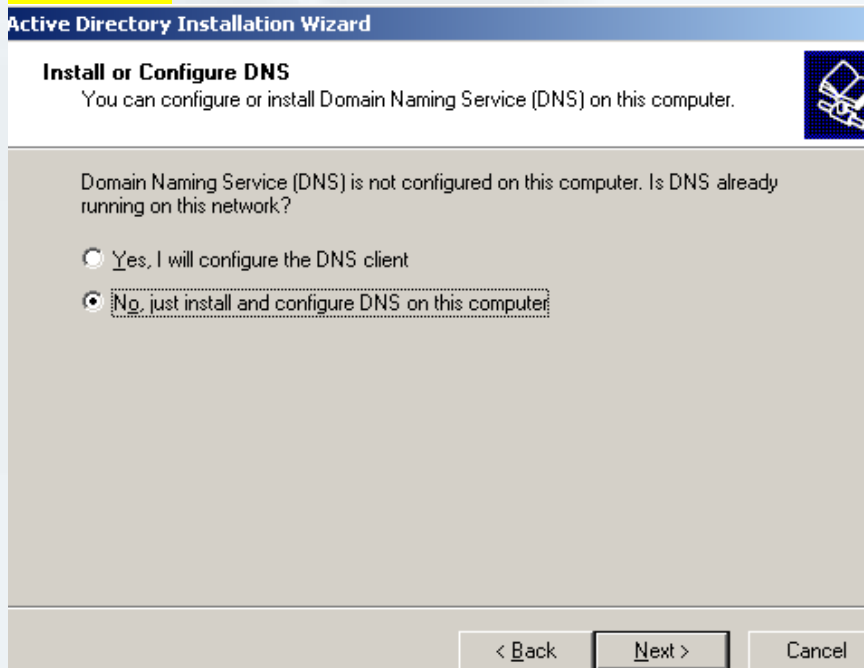 Active Directory Installation Wizard
Install or Configure DNS
You can configure or install Domain Naming Service (DNS) on this computer.
Domain Naming Service (DNS) is not configured on this computer. Is DNS already
running on this network?
Yes, I will configure the DNS client
No, just install and configure DNS on this computer
< Back
Next >
Cancel